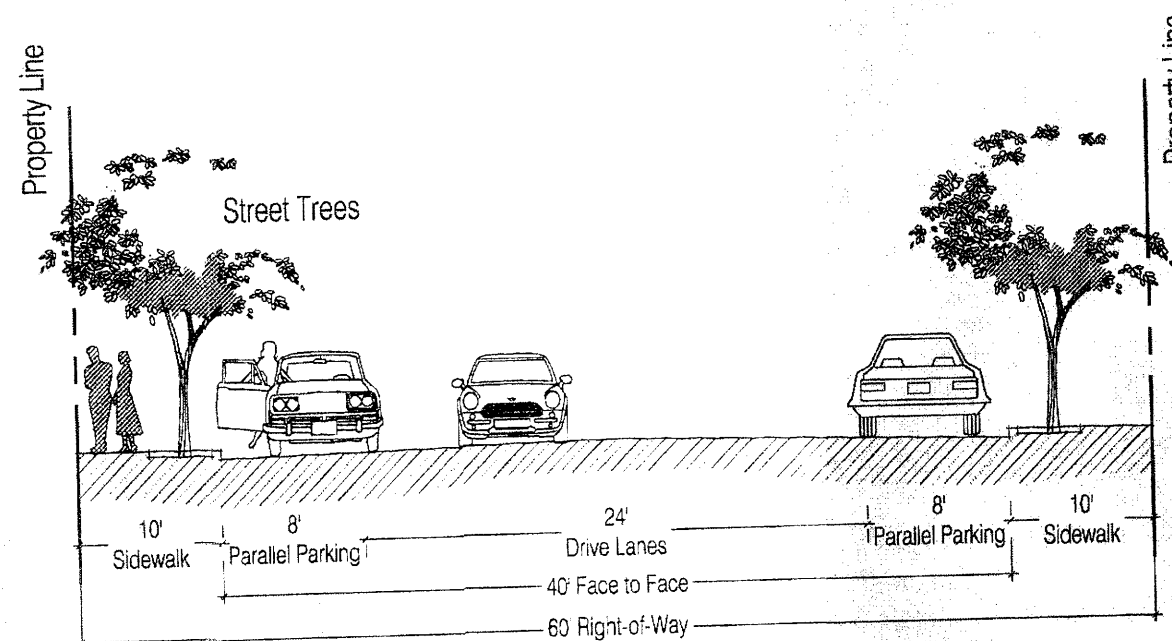 Property Line
Property Line
Street Trees
10'
Sidewalk
8'
Parallel Parking
24'
Drive Lanes
8'
Parallel Parking
10'
Sidewalk
40' Face to Face
60' Right-of-Way